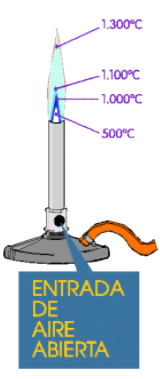 1.300ºC
1.100ºC
1.000ºC
500ºC
ENTRADA
DE
AIRE
ABIERTA